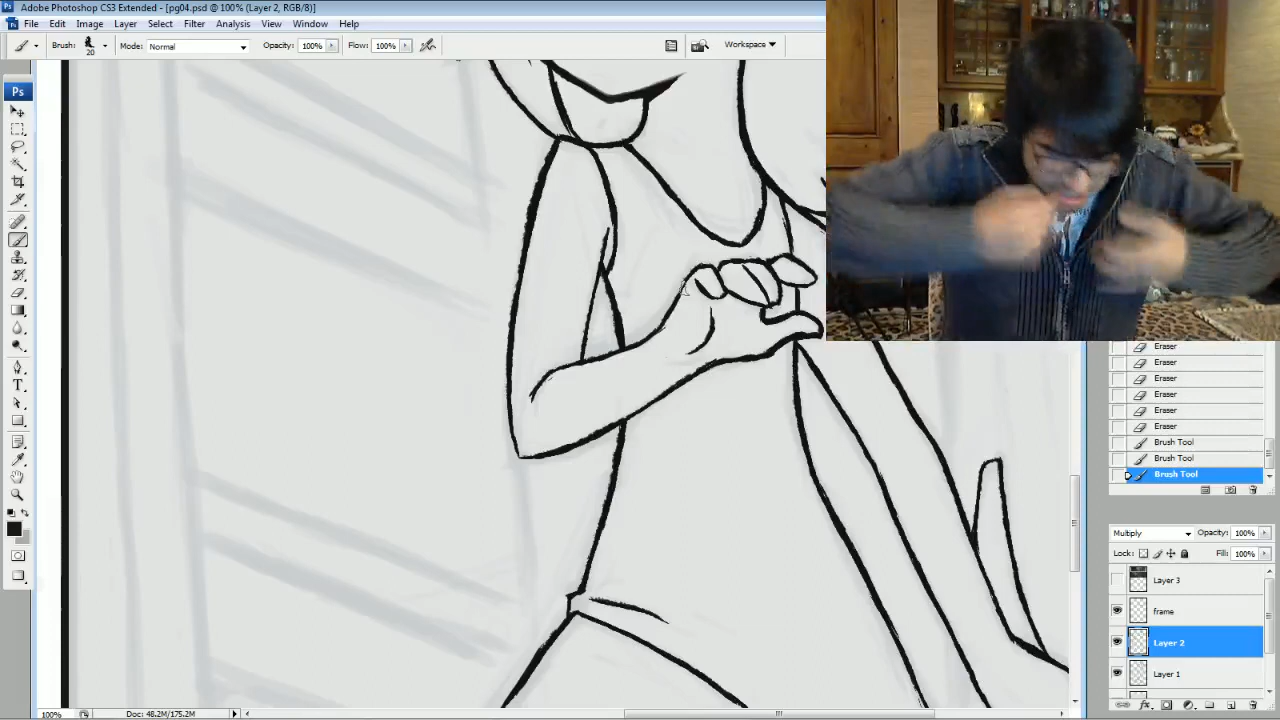 Adobe Photoshop CS3 Extended - [pg04.psd @ 100% (Layer 2, RGB/8)]
File Edit Image Layer Select Filter Analysis View Window Help
Brush: 20 Mode: Normal Opacity: 100% Flow: 100% Workspace
Ps
Eraser
Eraser
Eraser
Eraser
Eraser
Eraser
Brush Tool
Brush Tool
Brush Tool
Multiply Opacity: 100%
Lock: Fill: 100%
Layer 3
frame
Layer 2
Layer 1
100% Doc: 48.2M/175.2M